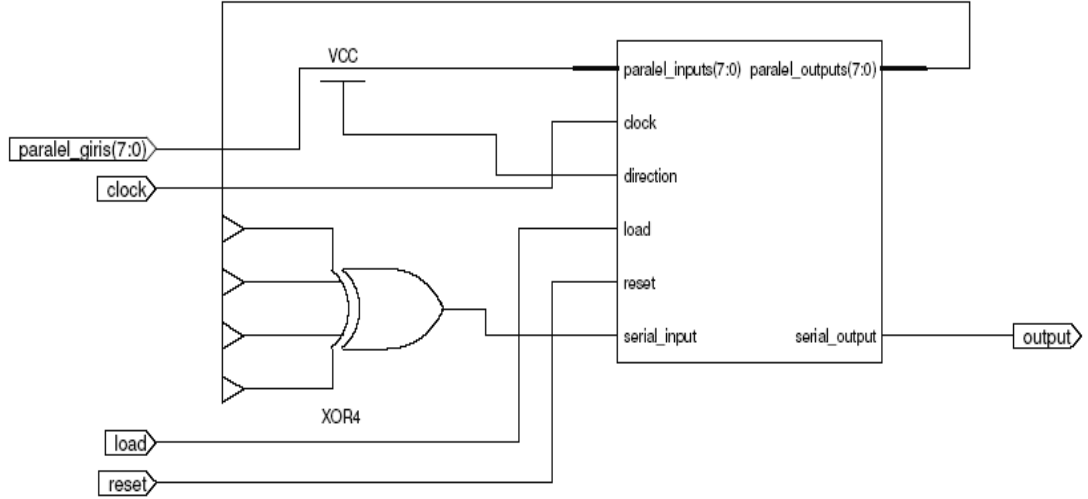 VCC
paralel_inputs(7:0) paralel_outputs(7:0)
clock
paralel_giris(7:0)
direction
clock
load
reset
serial_input serial_output
output
XOR4
load
reset